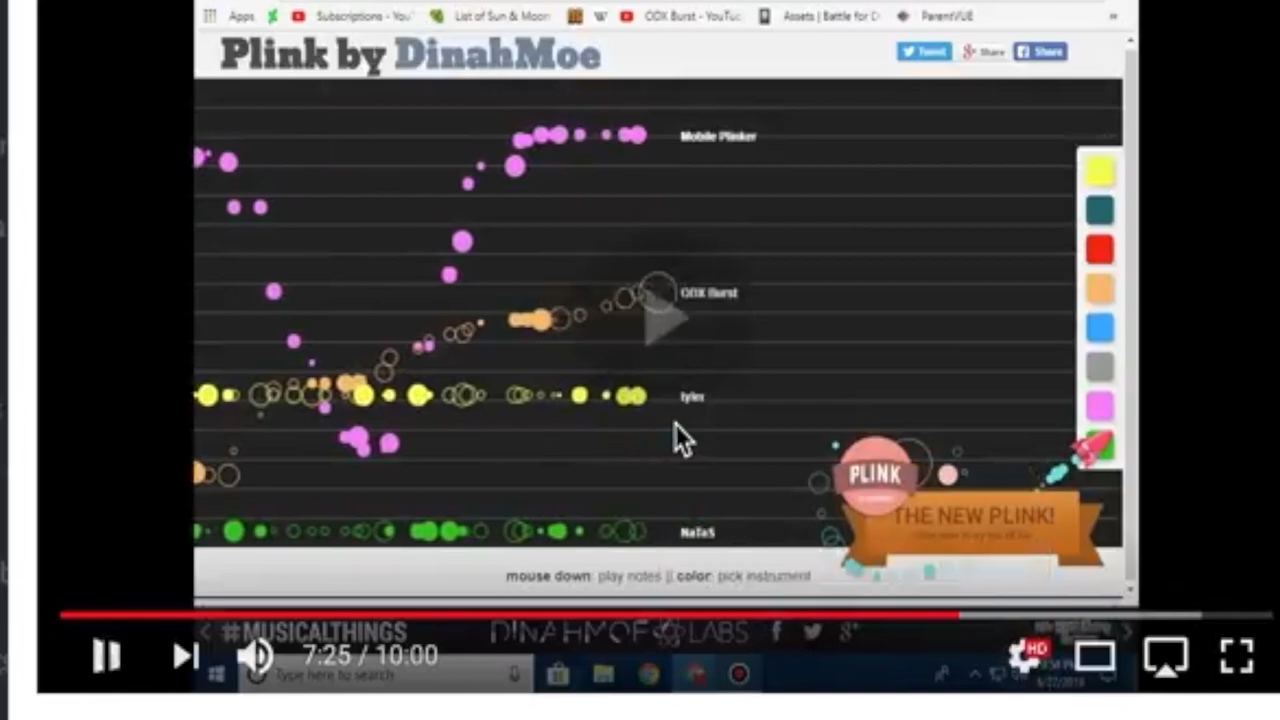 Apps Subscriptions - You List of Sun & Moon W ODX Burst - YouTu Assets | Battle for D ParentVUE »
Plink by DinahMoe
Tweet Share Share
Mobile Plinker
ODX Burst
tyler
NaTaS
PLINK
THE NEW PLINK!
mouse down: play notes || color: pick instrument
#MUSICALTHINGS DINAHMOE LABS
7:25 / 10:00 HD
Type here to search